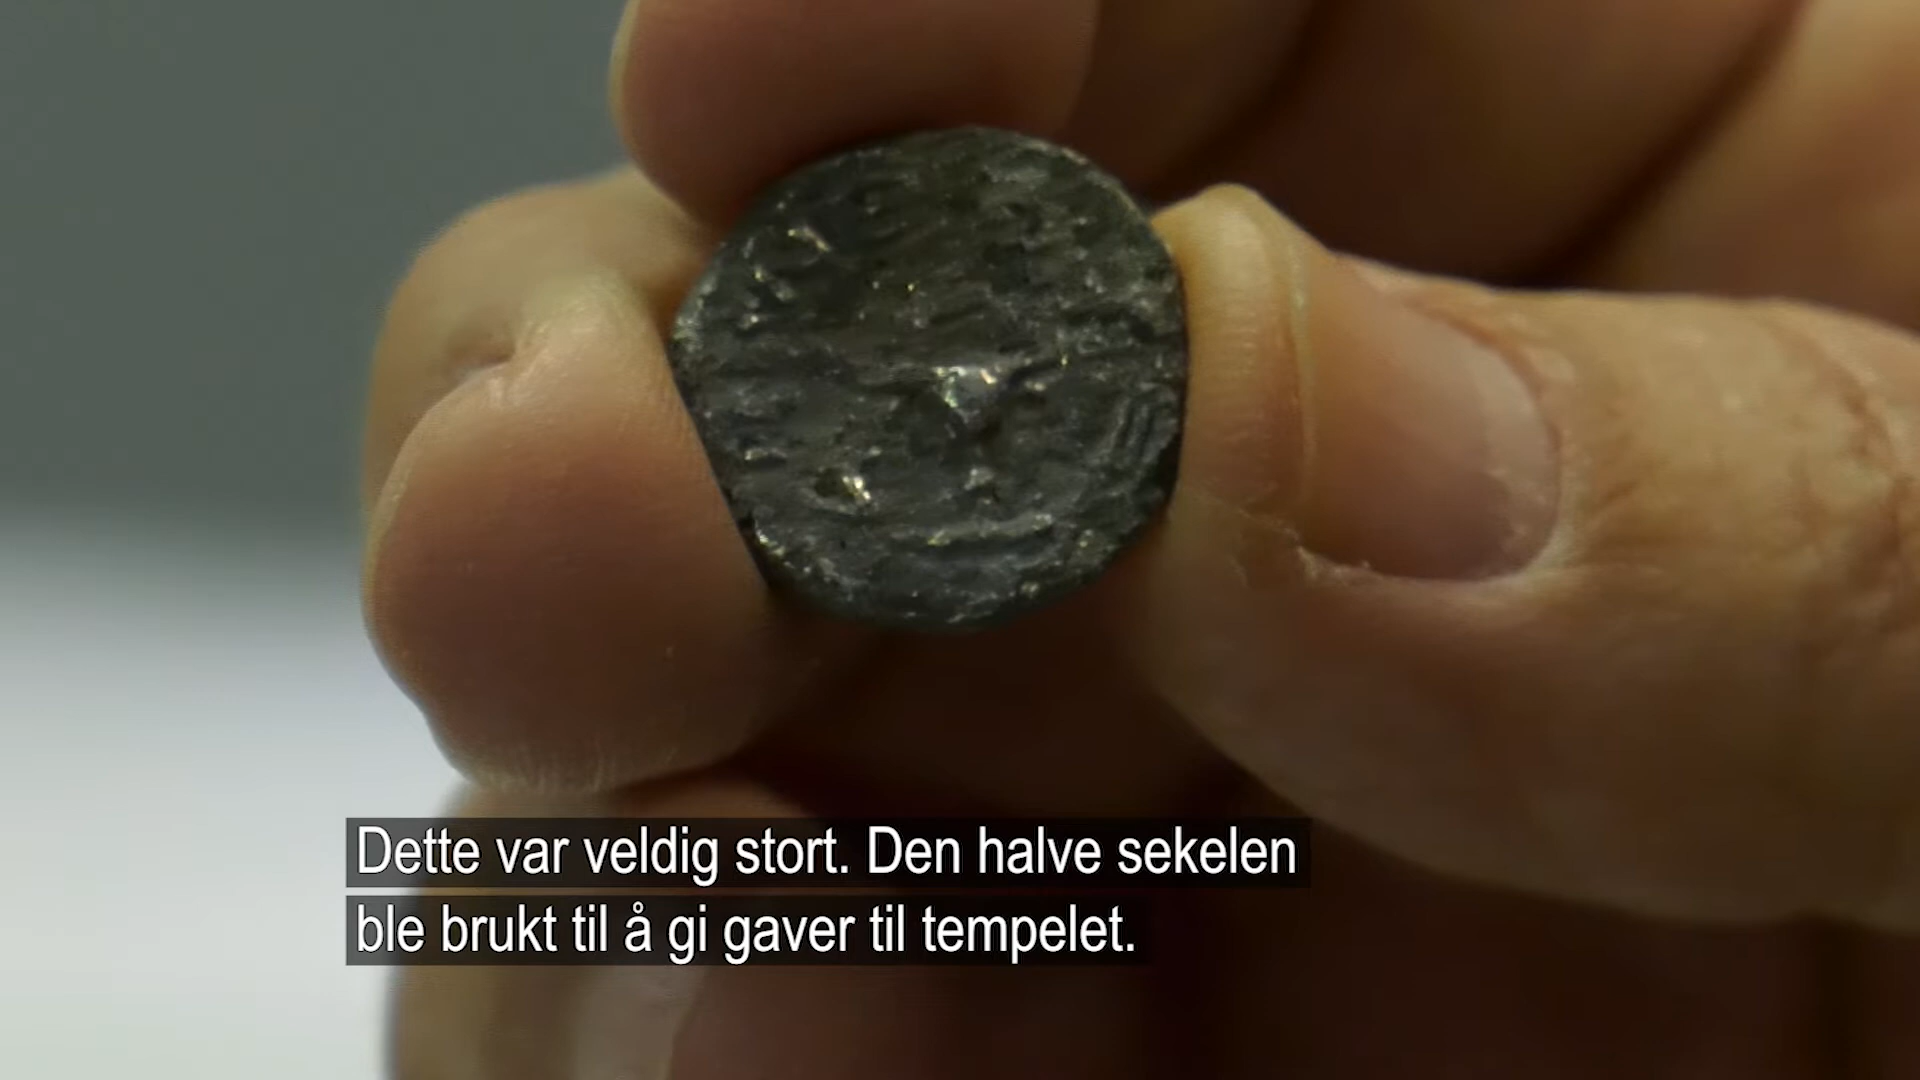 Dette var veldig stort. Den halve sekelen
ble brukt til å gi gaver til tempelet.